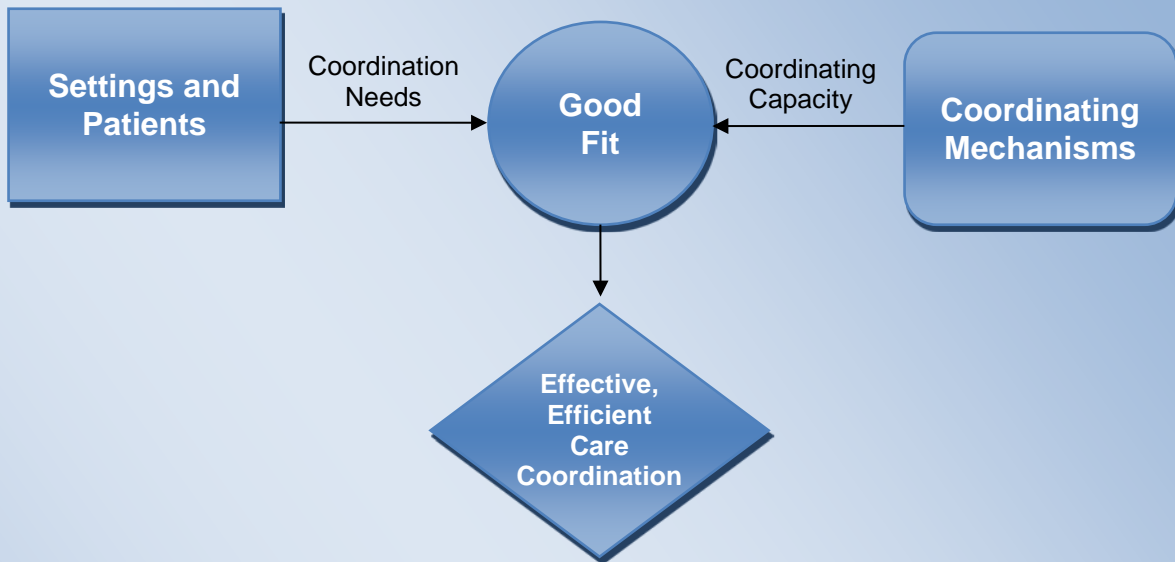 Settings and
Patients
Coordination
Needs
Good
Fit
Coordinating
Capacity
Coordinating
Mechanisms
Effective,
Efficient
Care
Coordination